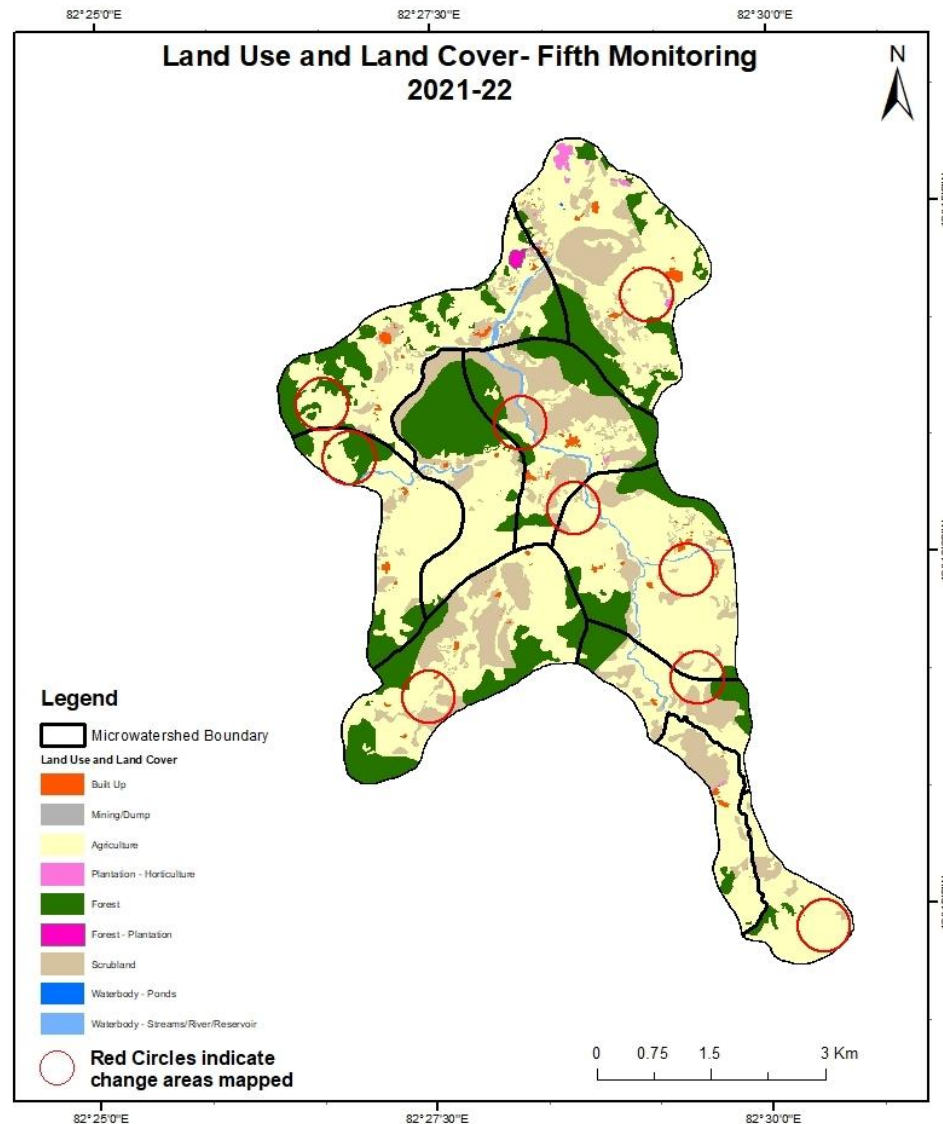 82°25'0"E 82°27'30"E 82°30'0"E
Land Use and Land Cover- Fifth Monitoring
2021-22
N
Legend
Microwatershed Boundary
Land Use and Land Cover
Built Up
Mining/Dump
Agriculture
Plantation - Horticulture
Forest
Forest - Plantation
Scrubland
Waterbody - Ponds
Waterbody - Streams/River/Reservoir
Red Circles indicate
change areas mapped
0 0.75 1.5 3 Km
82°25'0"E 82°27'30"E 82°30'0"E